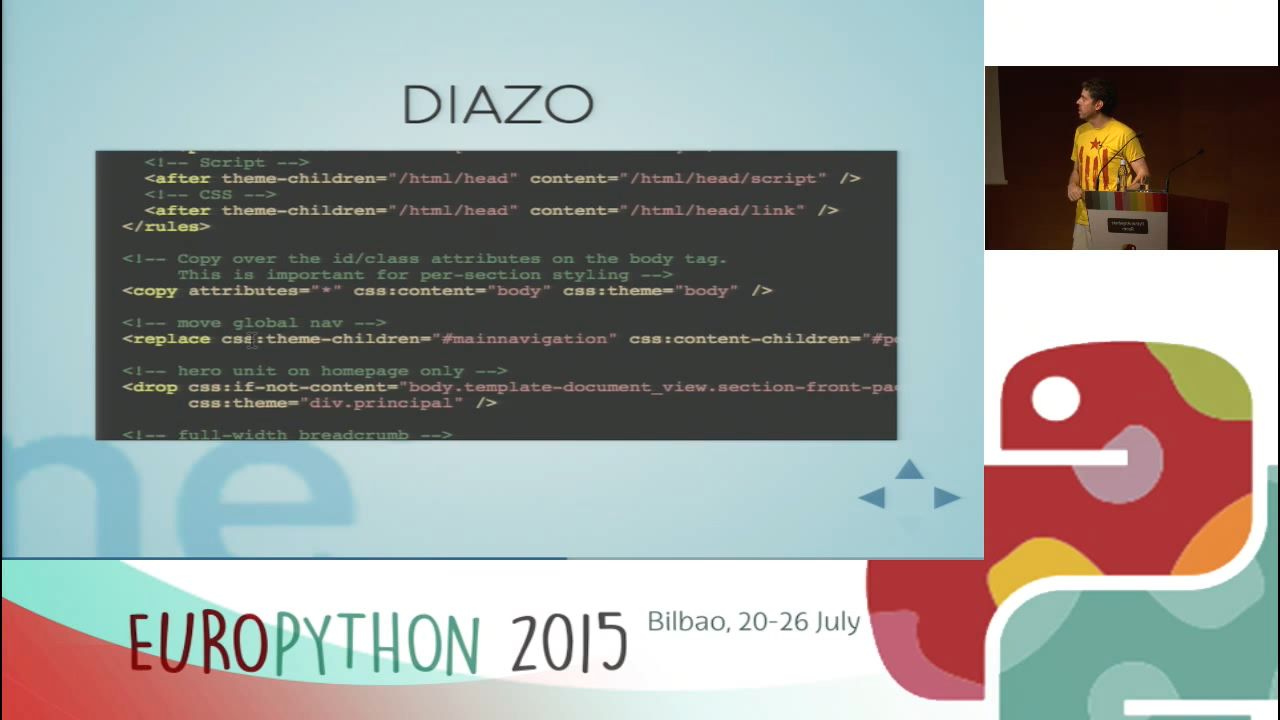 DIAZO
<!-- Script -->
<after theme-children="/html/head" content="/html/head/script" />
<!-- CSS -->
<after theme-children="/html/head" content="/html/head/link" />
</rules>
<!-- Copy over the id/class attributes on the body tag.
This is important for per-section styling -->
<copy attributes="*" css:content="body" css:theme="body" />
<!-- move global nav -->
<replace css:theme-children="#mainnavigation" css:content-children="#p
<!-- hero unit on homepage only -->
<drop css:if-not-content="body.template-document_view.section-front-pa
css:theme="div.principal" />
<!-- full-width breadcrumb -->
ne
EUROPYTHON 2015
Bilbao, 20-26 July